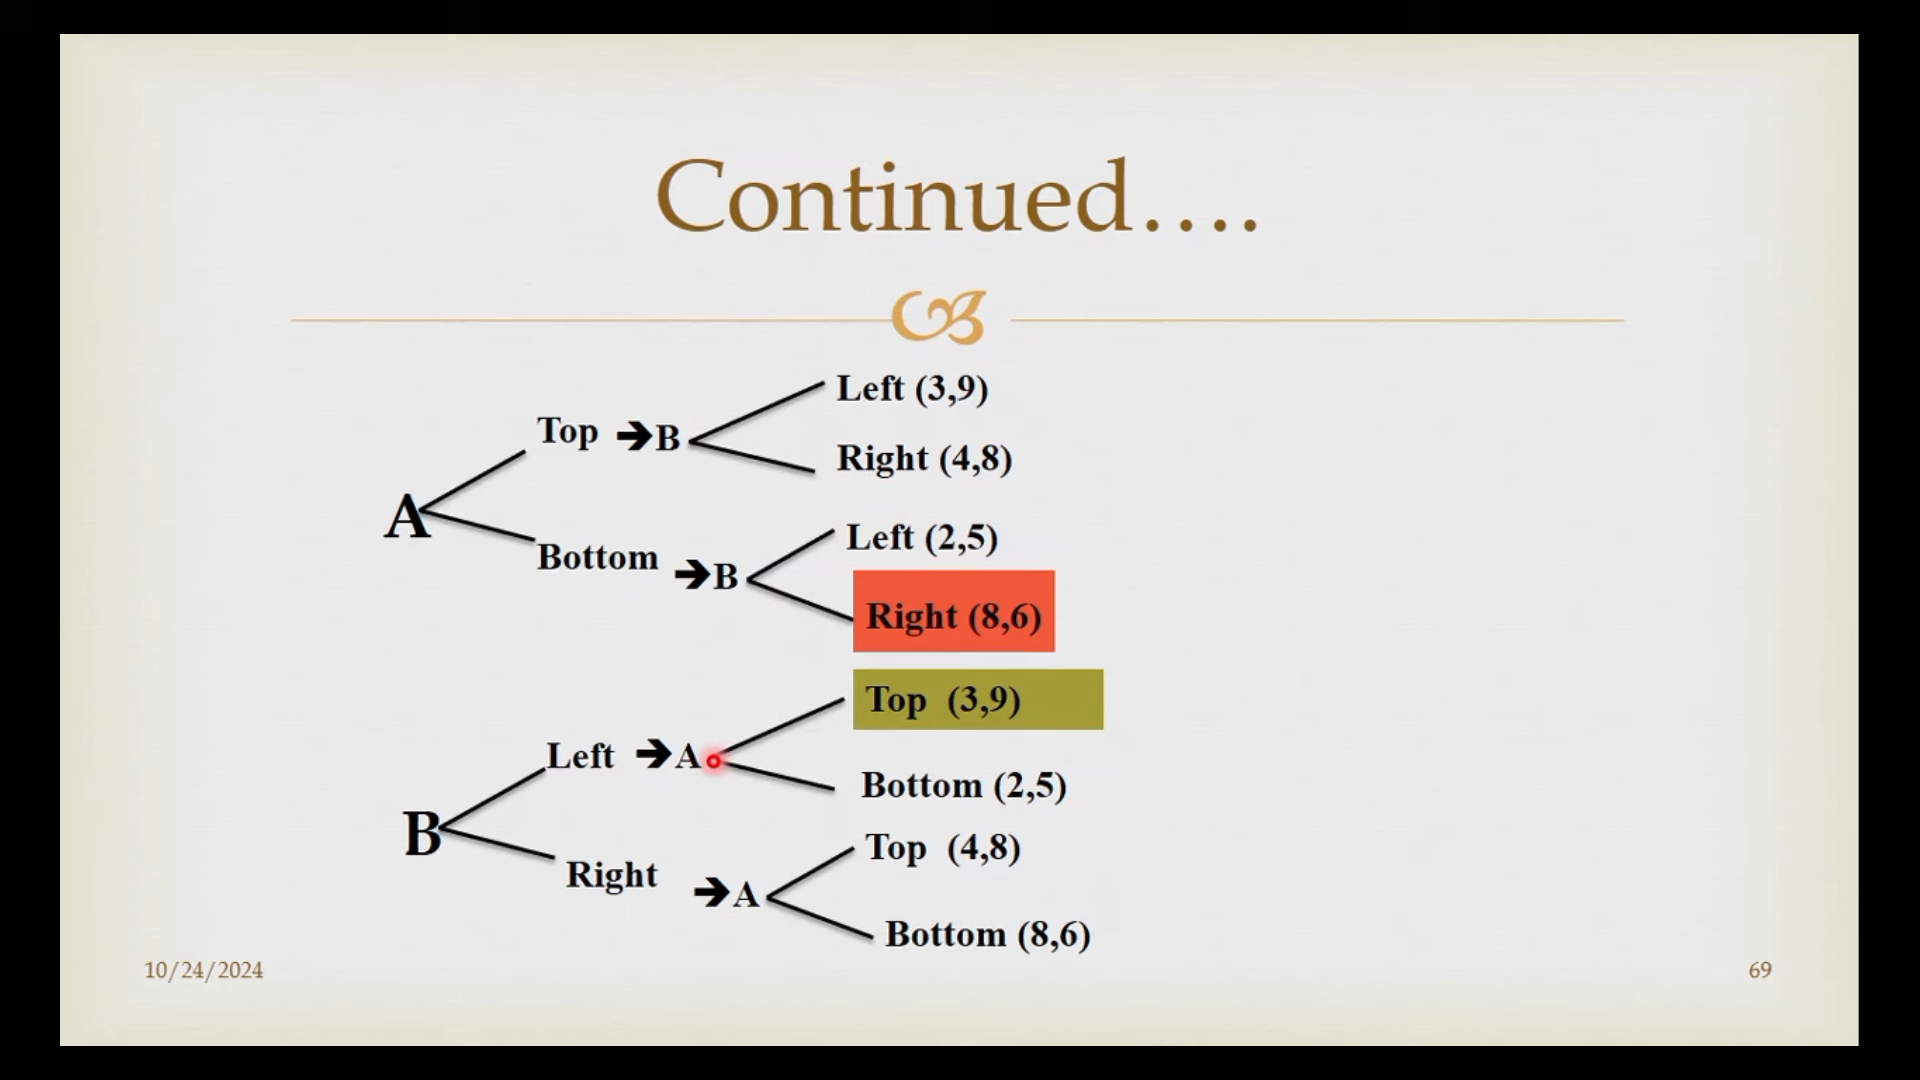 Continued....
Left (3,9)
Top ➔B
Right (4,8)
A
Left (2,5)
Bottom ➔B
Right (8,6)
Top (3,9)
Left ➔A
Bottom (2,5)
B
Top (4,8)
Right ➔A
Bottom (8,6)
10/24/2024
69